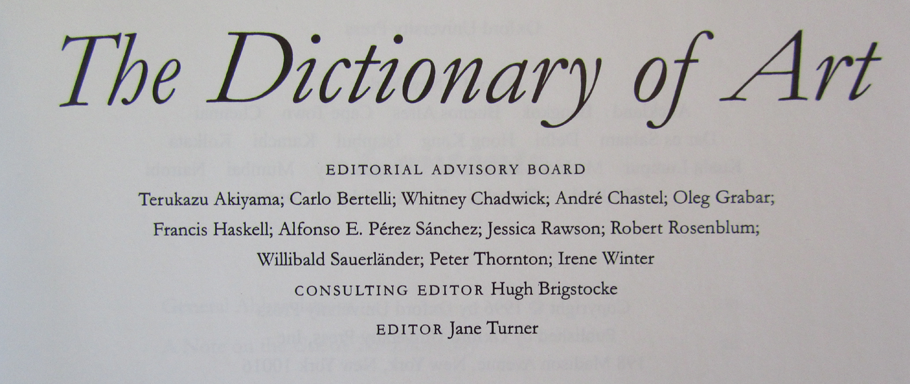 The Dictionary of Art
EDITORIAL ADVISORY BOARD
Terukazu Akiyama; Carlo Bertelli; Whitney Chadwick; André Chastel; Oleg Grabar;
Francis Haskell; Alfonso E. Pérez Sánchez; Jessica Rawson; Robert Rosenblum;
Willibald Sauerländer; Peter Thornton; Irene Winter
CONSULTING EDITOR Hugh Brigstocke
EDITOR Jane Turner